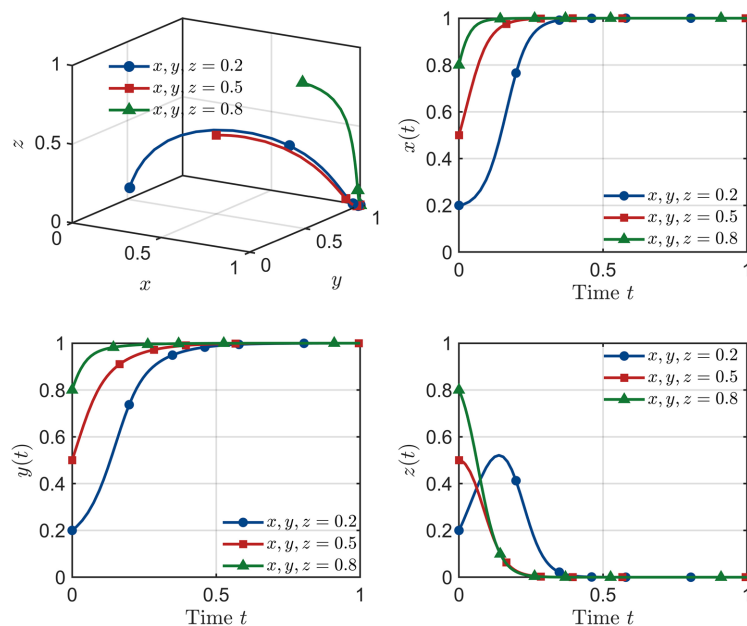 1
z
0.5
0
x, y, z = 0.2
x, y, z = 0.5
x, y, z = 0.8
0
0.5
1
x
0
0.5
1
y
1
0.8
0.6
0.4
0.2
0
x(t)
x, y, z = 0.2
x, y, z = 0.5
x, y, z = 0.8
0
0.5
1
Time t
1
0.8
0.6
0.4
0.2
0
y(t)
x, y, z = 0.2
x, y, z = 0.5
x, y, z = 0.8
0
0.5
1
Time t
1
0.8
0.6
0.4
0.2
0
z(t)
x, y, z = 0.2
x, y, z = 0.5
x, y, z = 0.8
0
0.5
1
Time t